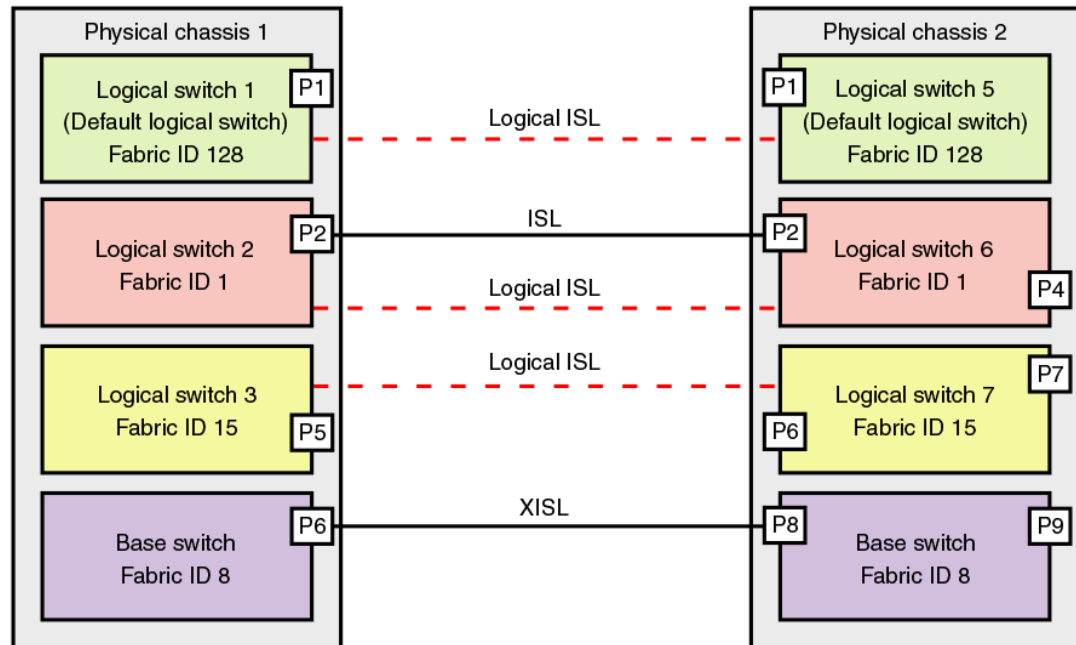 Physical chassis 1
Logical switch 1
(Default logical switch)
Fabric ID 128
P1
Logical switch 2
Fabric ID 1
P2
Logical switch 3
Fabric ID 15
P5
Base switch
Fabric ID 8
P6
Logical ISL
ISL
Logical ISL
Logical ISL
XISL
Physical chassis 2
P1
Logical switch 5
(Default logical switch)
Fabric ID 128
P2
Logical switch 6
Fabric ID 1
P4
Logical switch 7
Fabric ID 15
P7
P6
P8
Base switch
Fabric ID 8
P9